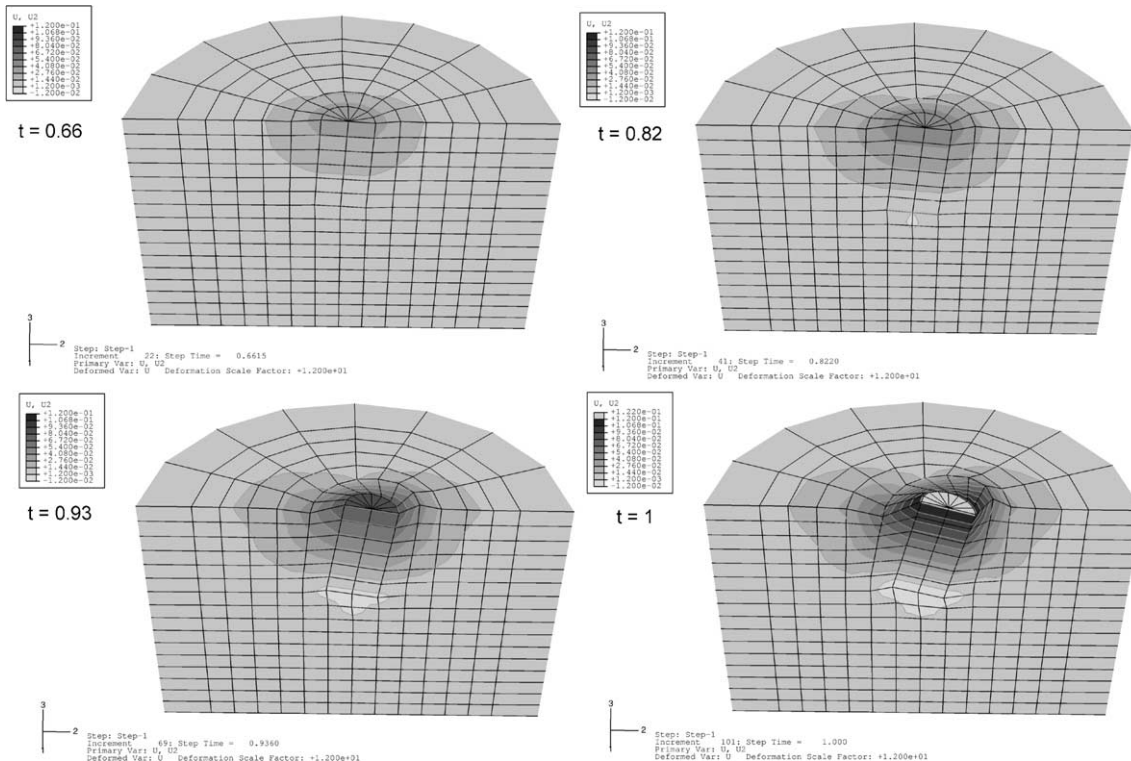 U, U2
+1.200e-01
+1.068e-01
+9.360e-02
+8.040e-02
+6.720e-02
+5.400e-02
+4.080e-02
+2.760e-02
+1.440e-02
+1.200e-03
-1.200e-02
t = 0.66
3
2
Step: Step-1
Increment 22: Step Time = 0.6615
Primary Var: U, U2
Deformed Var: U Deformation Scale Factor: +1.200e+01
U, U2
+1.200e-01
+1.068e-01
+9.360e-02
+8.040e-02
+6.720e-02
+5.400e-02
+4.080e-02
+2.760e-02
+1.440e-02
+1.200e-03
-1.200e-02
t = 0.82
3
2
Step: Step-1
Increment 41: Step Time = 0.8220
Primary Var: U, U2
Deformed Var: U Deformation Scale Factor: +1.200e+01
U, U2
+1.200e-01
+1.068e-01
+9.360e-02
+8.040e-02
+6.720e-02
+5.400e-02
+4.080e-02
+2.760e-02
+1.440e-02
+1.200e-03
-1.200e-02
t = 0.93
3
2
Step: Step-1
Increment 69: Step Time = 0.9360
Primary Var: U, U2
Deformed Var: U Deformation Scale Factor: +1.200e+01
U, U2
+1.220e-01
+1.200e-01
+1.068e-01
+9.360e-02
+8.040e-02
+6.720e-02
+5.400e-02
+4.080e-02
+2.760e-02
+1.440e-02
+1.200e-03
-1.200e-02
t = 1
3
2
Step: Step-1
Increment 101: Step Time = 1.000
Primary Var: U, U2
Deformed Var: U Deformation Scale Factor: +1.200e+01